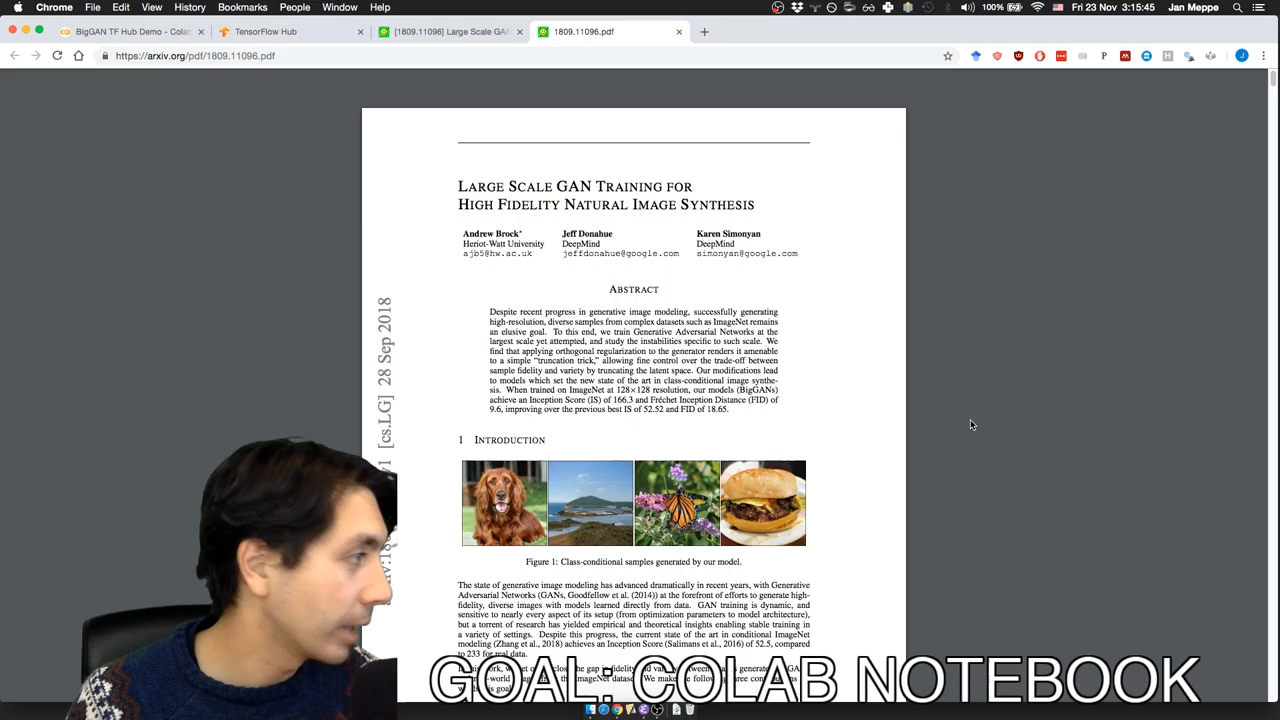 Chrome File Edit View History Bookmarks People Window Help
100% Fri 23 Nov 3:15:45 Jan Meppe
BigGAN TF Hub Demo - Colab
TensorFlow Hub
[1809.11096] Large Scale GAN
1809.11096.pdf
https://arxiv.org/pdf/1809.11096.pdf
LARGE SCALE GAN TRAINING FOR
HIGH FIDELITY NATURAL IMAGE SYNTHESIS
Andrew Brock* Jeff Donahue Karen Simonyan
Heriot-Watt University DeepMind DeepMind
ajb5@hw.ac.uk jeffdonahue@google.com simonyan@google.com
ABSTRACT
Despite recent progress in generative image modeling, successfully generating
high-resolution, diverse samples from complex datasets such as ImageNet remains
an elusive goal. To this end, we train Generative Adversarial Networks at the
largest scale yet attempted, and study the instabilities specific to such scale. We
find that applying orthogonal regularization to the generator renders it amenable
to a simple “truncation trick,” allowing fine control over the trade-off between
sample fidelity and variety by truncating the latent space. Our modifications lead
to models which set the new state of the art in class-conditional image synthe-
sis. When trained on ImageNet at 128×128 resolution, our models (BigGANs)
achieve an Inception Score (IS) of 166.3 and Fréchet Inception Distance (FID) of
9.6, improving over the previous best IS of 52.52 and FID of 18.65.
[cs.LG] 28 Sep 2018
1 INTRODUCTION
Figure 1: Class-conditional samples generated by our model.
The state of generative image modeling has advanced dramatically in recent years, with Generative
Adversarial Networks (GANs, Goodfellow et al. (2014)) at the forefront of efforts to generate high-
fidelity, diverse images with models learned directly from data. GAN training is dynamic, and
sensitive to nearly every aspect of its setup (from optimization parameters to model architecture),
but a torrent of research has yielded empirical and theoretical insights enabling stable training in
a variety of settings. Despite this progress, the current state of the art in conditional ImageNet
modeling (Zhang et al., 2018) achieves an Inception Score (Salimans et al., 2016) of 52.5, compared
to 233 for real data.
GOAL: COLAB NOTEBOOK